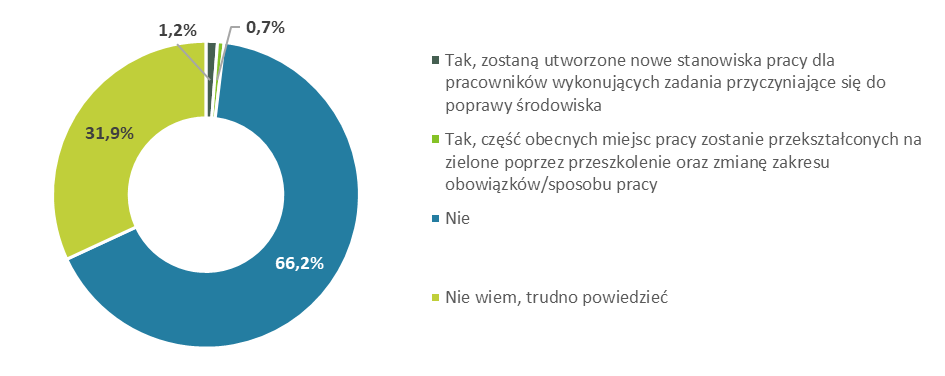 1,2%
0,7%
31,9%
66,2%
Tak, zostaną utworzone nowe stanowiska pracy dla
pracowników wykonujących zadania przyczyniające się do
poprawy środowiska
Tak, część obecnych miejsc pracy zostanie przekształconych na
zielone poprzez przeszkolenie oraz zmianę zakresu
obowiązków/sposobu pracy
Nie
Nie wiem, trudno powiedzieć